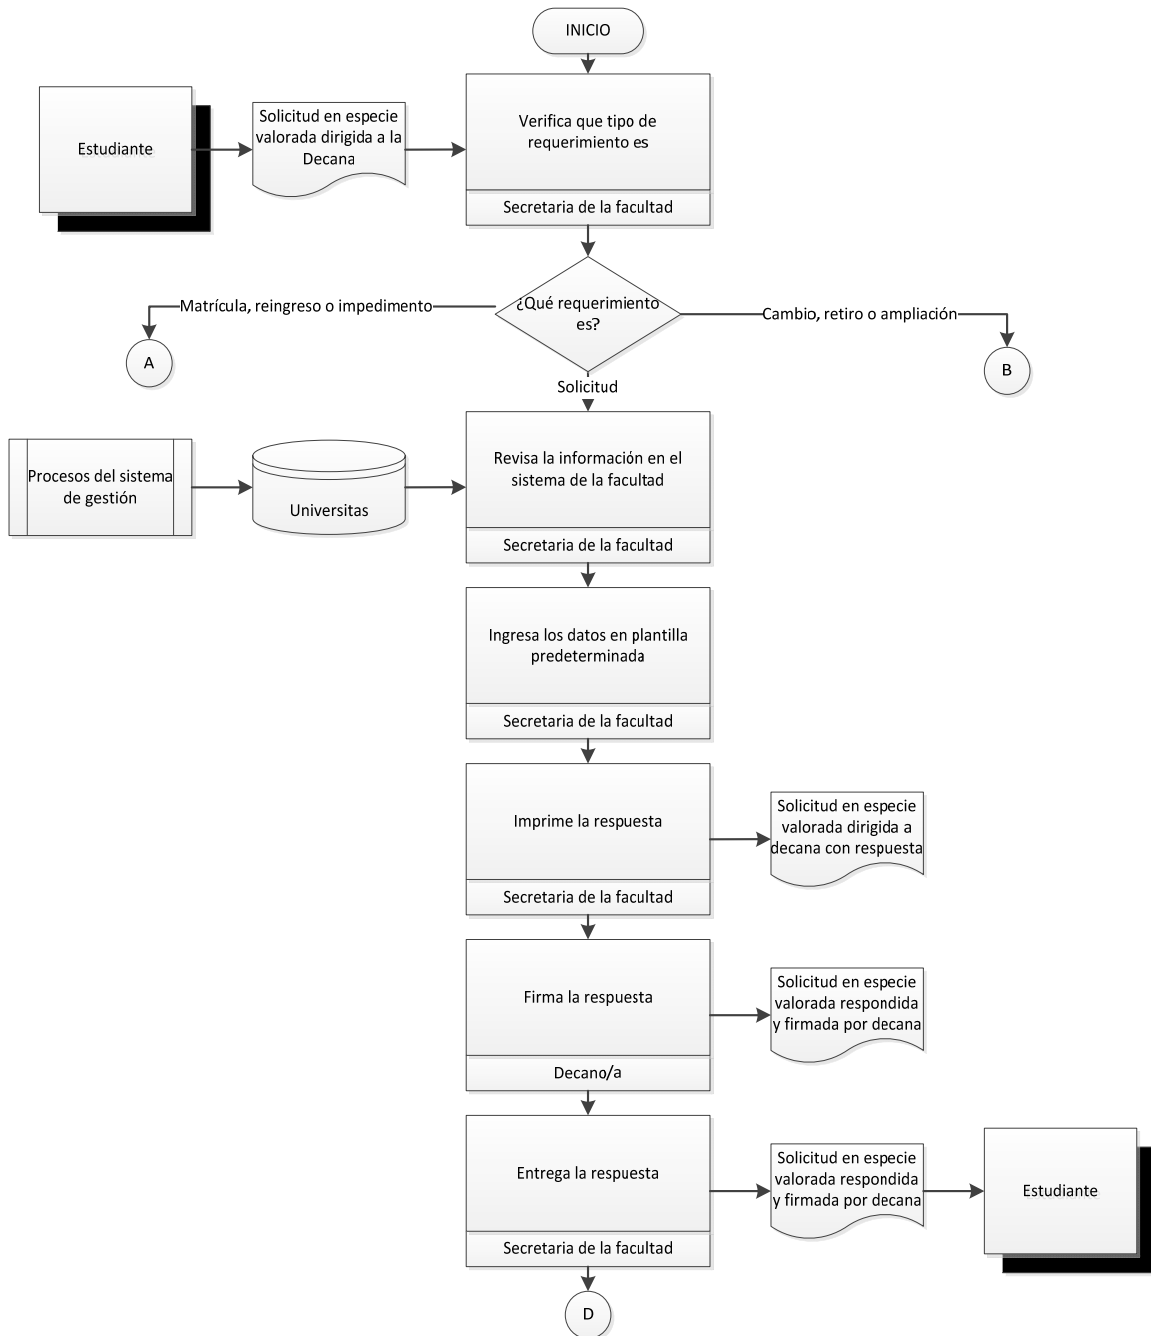 INICIO
Estudiante
Solicitud en especie
valorada dirigida a la
Decana
Verifica que tipo de
requerimiento es
Secretaria de la facultad
Matrícula, reingreso o impedimento
¿Qué requerimiento
es?
Cambio, retiro o ampliación
A
B
Solicitud
Procesos del sistema
de gestión
Universitas
Revisa la información en el
sistema de la facultad
Secretaria de la facultad
Ingresa los datos en plantilla
predeterminada
Secretaria de la facultad
Imprime la respuesta
Secretaria de la facultad
Solicitud en especie
valorada dirigida a
decana con respuesta
Firma la respuesta
Decano/a
Solicitud en especie
valorada respondida
y firmada por decana
Entrega la respuesta
Secretaria de la facultad
Solicitud en especie
valorada respondida
y firmada por decana
Estudiante
D